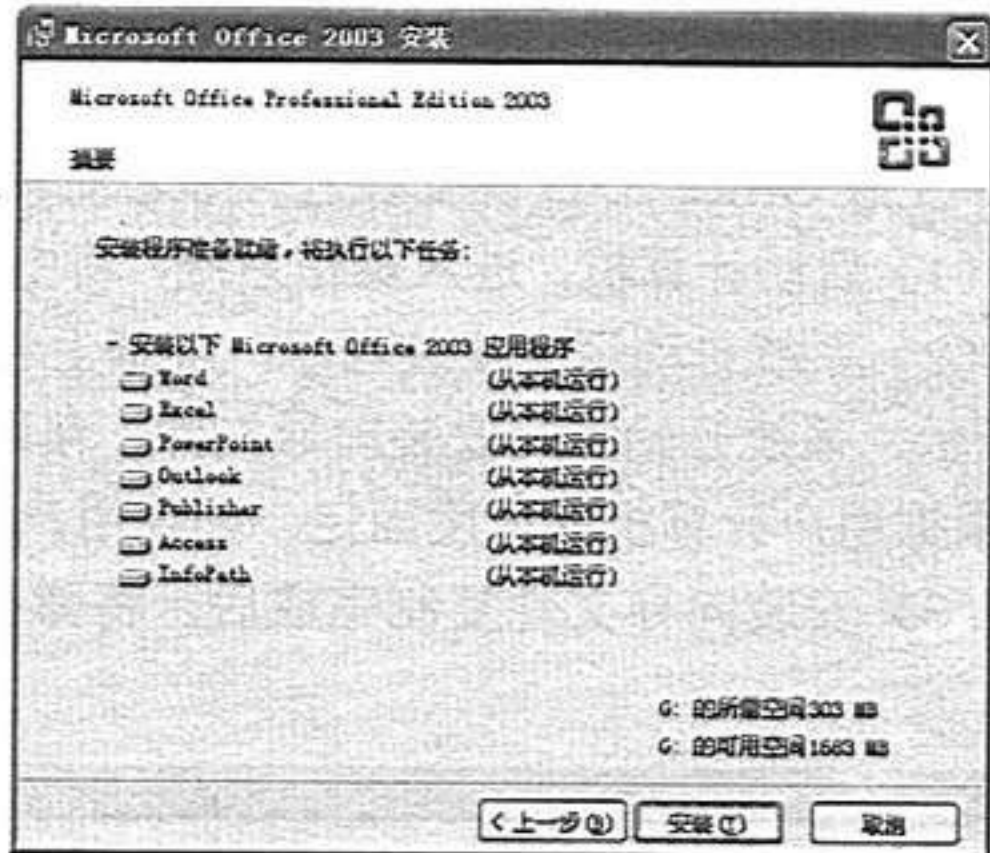 Microsoft Office 2003 安装
Microsoft Office Professional Edition 2003
摘要
安装程序准备就绪,将执行以下任务:
- 安装以下 Microsoft Office 2003 应用程序
Word (从本机运行)
Excel (从本机运行)
PowerPoint (从本机运行)
Outlook (从本机运行)
Publisher (从本机运行)
Access (从本机运行)
InfoPath (从本机运行)
G: 的所需空间303 MB
G: 的可用空间1663 MB
<上一步(B) 安装(I) 取消